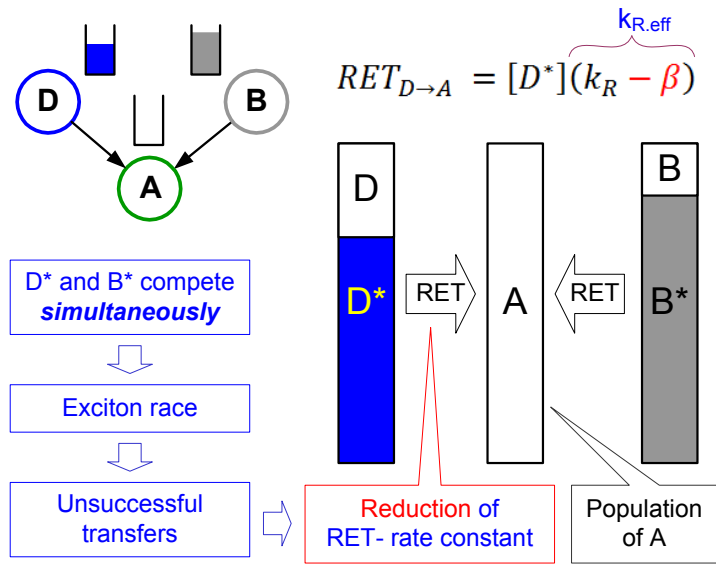 k_R.eff
RET_{D→A} = [D*](k_R − β)
D
B
A
D
D*
RET
A
RET
B
B*
D* and B* compete
simultaneously
Exciton race
Unsuccessful
transfers
Reduction of
RET- rate constant
Population
of A